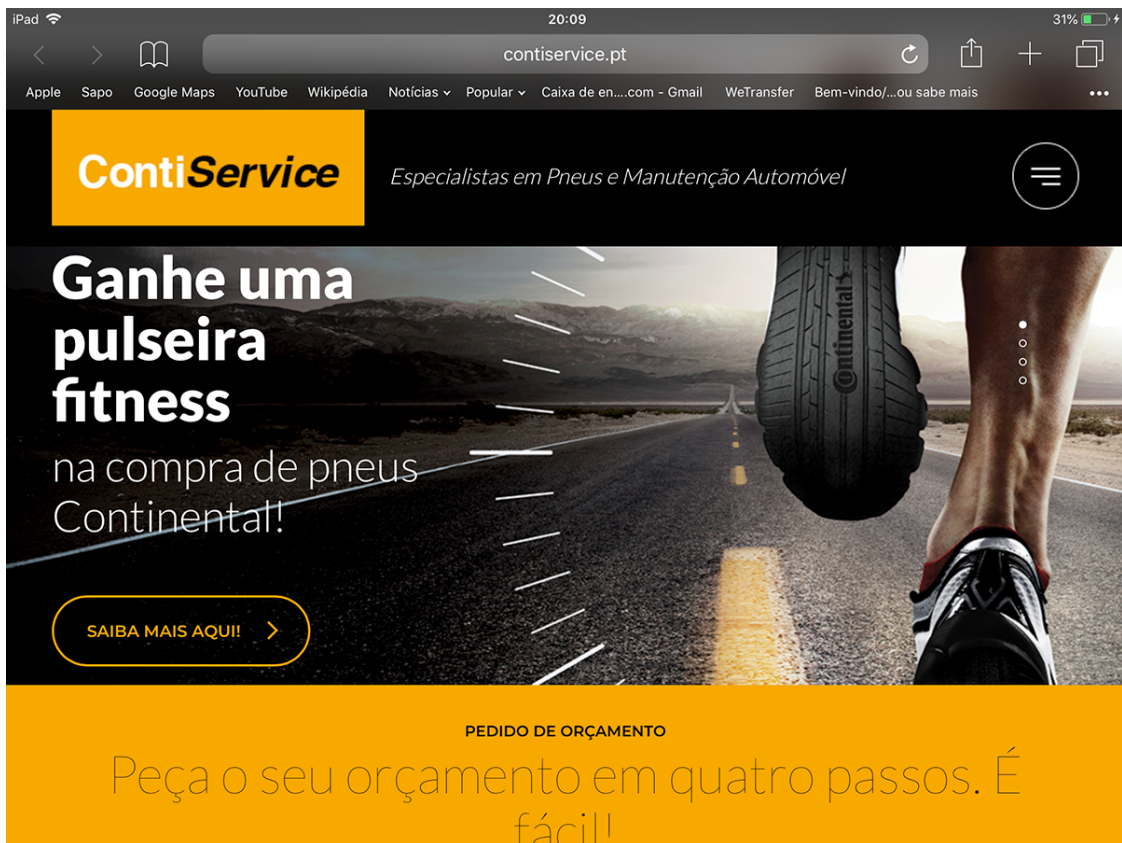 iPad 20:09 31%
contiservice.pt
Apple Sapo Google Maps YouTube Wikipédia Notícias Popular Caixa de en....com - Gmail WeTransfer Bem-vindo/...ou sabe mais
ContiService
Especialistas em Pneus e Manutenção Automóvel
Ganhe uma
pulseira
fitness
na compra de pneus
Continental!
Continental
SAIBA MAIS AQUI!
PEDIDO DE ORÇAMENTO
Peça o seu orçamento em quatro passos. É
fácil!